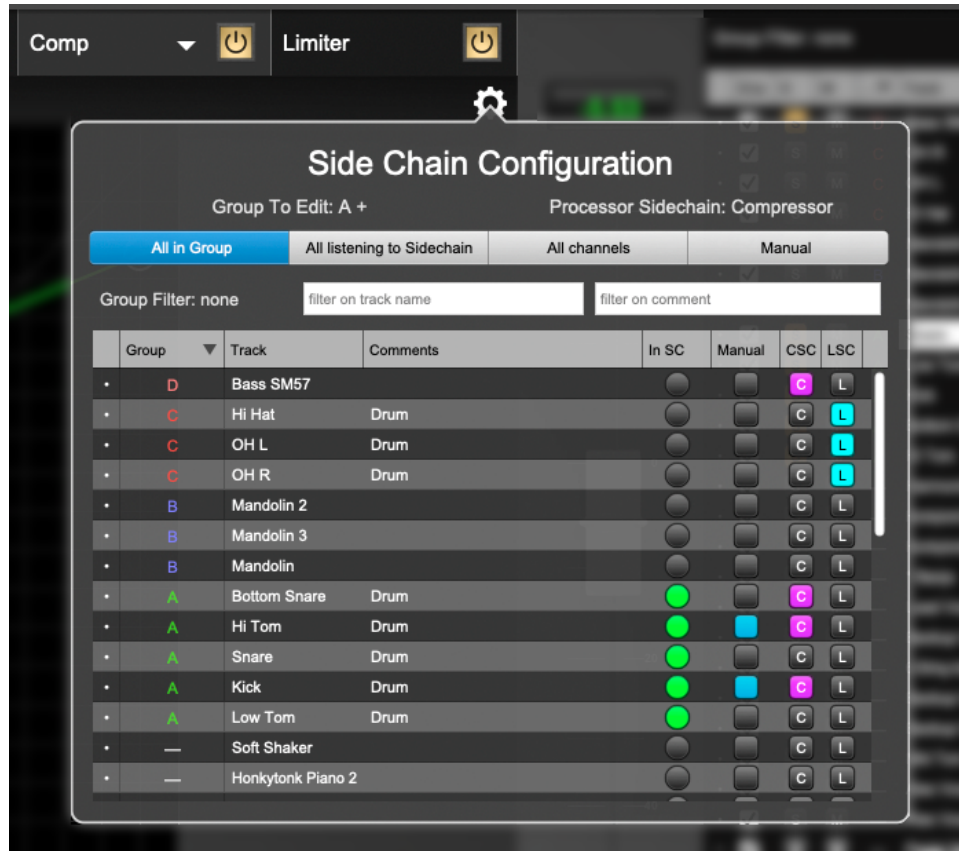 Comp Limiter
Side Chain Configuration
Group To Edit: A + Processor Sidechain: Compressor
All in Group All listening to Sidechain All channels Manual
Group Filter: none filter on track name filter on comment
Group Track Comments In SC Manual CSC LSC
D Bass SM57 C L
C Hi Hat Drum C L
C OH L Drum C L
C OH R Drum C L
B Mandolin 2 C L
B Mandolin 3 C L
B Mandolin C L
A Bottom Snare Drum C L
A Hi Tom Drum C L
A Snare Drum C L
A Kick Drum C L
A Low Tom Drum C L
— Soft Shaker C L
— Honkytonk Piano 2 C L